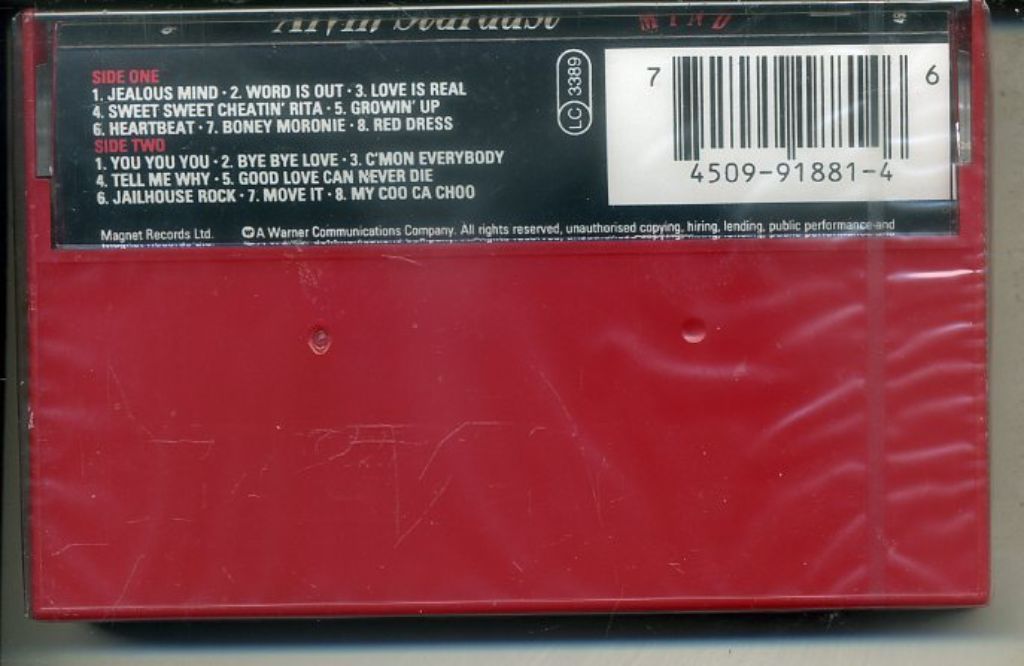 Alvin Stardust MIND
SIDE ONE
1. JEALOUS MIND · 2. WORD IS OUT · 3. LOVE IS REAL
4. SWEET SWEET CHEATIN' RITA · 5. GROWIN' UP
6. HEARTBEAT · 7. BONEY MORONIE · 8. RED DRESS
SIDE TWO
1. YOU YOU YOU · 2. BYE BYE LOVE · 3. C'MON EVERYBODY
4. TELL ME WHY · 5. GOOD LOVE CAN NEVER DIE
6. JAILHOUSE ROCK · 7. MOVE IT · 8. MY COO CA CHOO
Magnet Records Ltd. A Warner Communications Company. All rights reserved, unauthorised copying, hiring, lending, public performance and
LC 3389
7 6
4509-91881-4